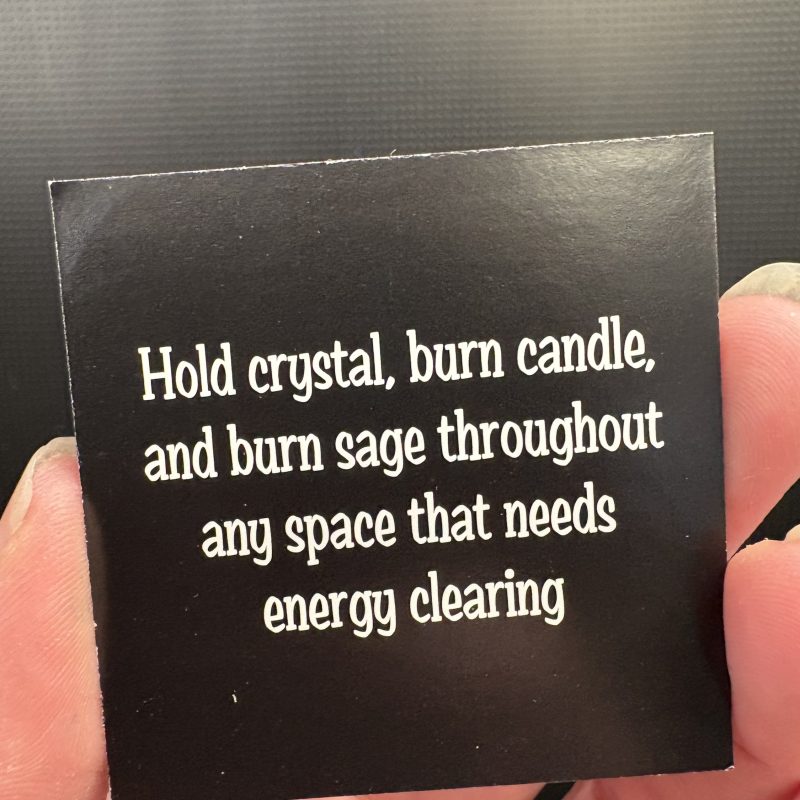 Hold crystal, burn candle,
and burn sage throughout
any space that needs
energy clearing